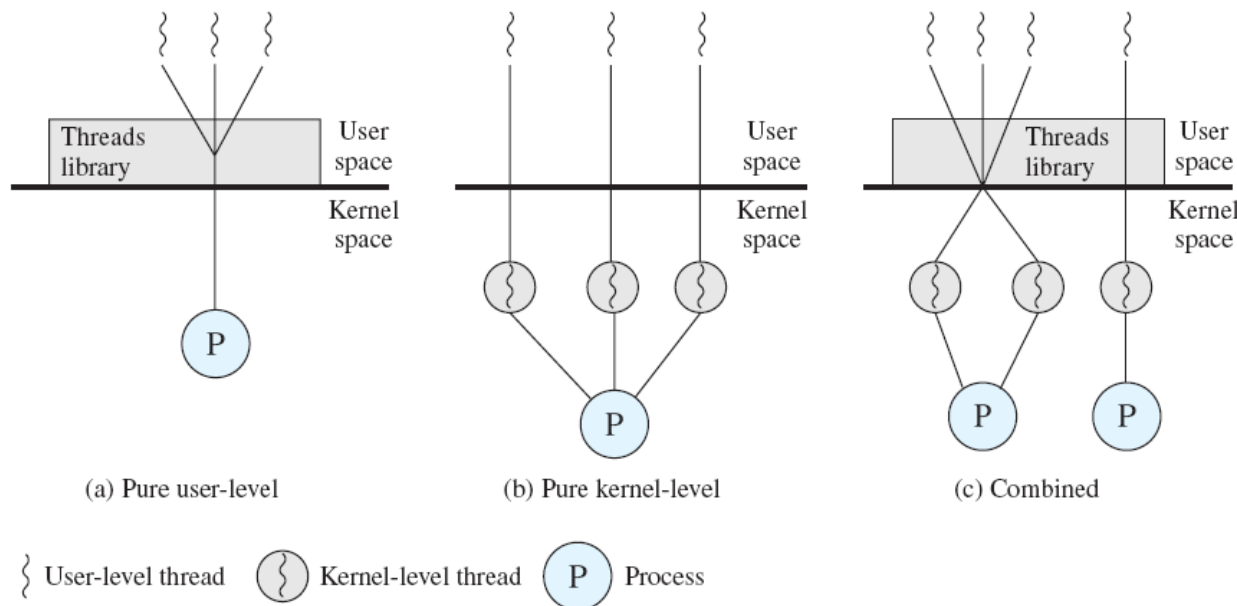 Threads
library
User
space
Kernel
space
P
(a) Pure user-level
User
space
Kernel
space
P
(b) Pure kernel-level
Threads
library
User
space
Kernel
space
P
P
(c) Combined
User-level thread
Kernel-level thread
P
Process